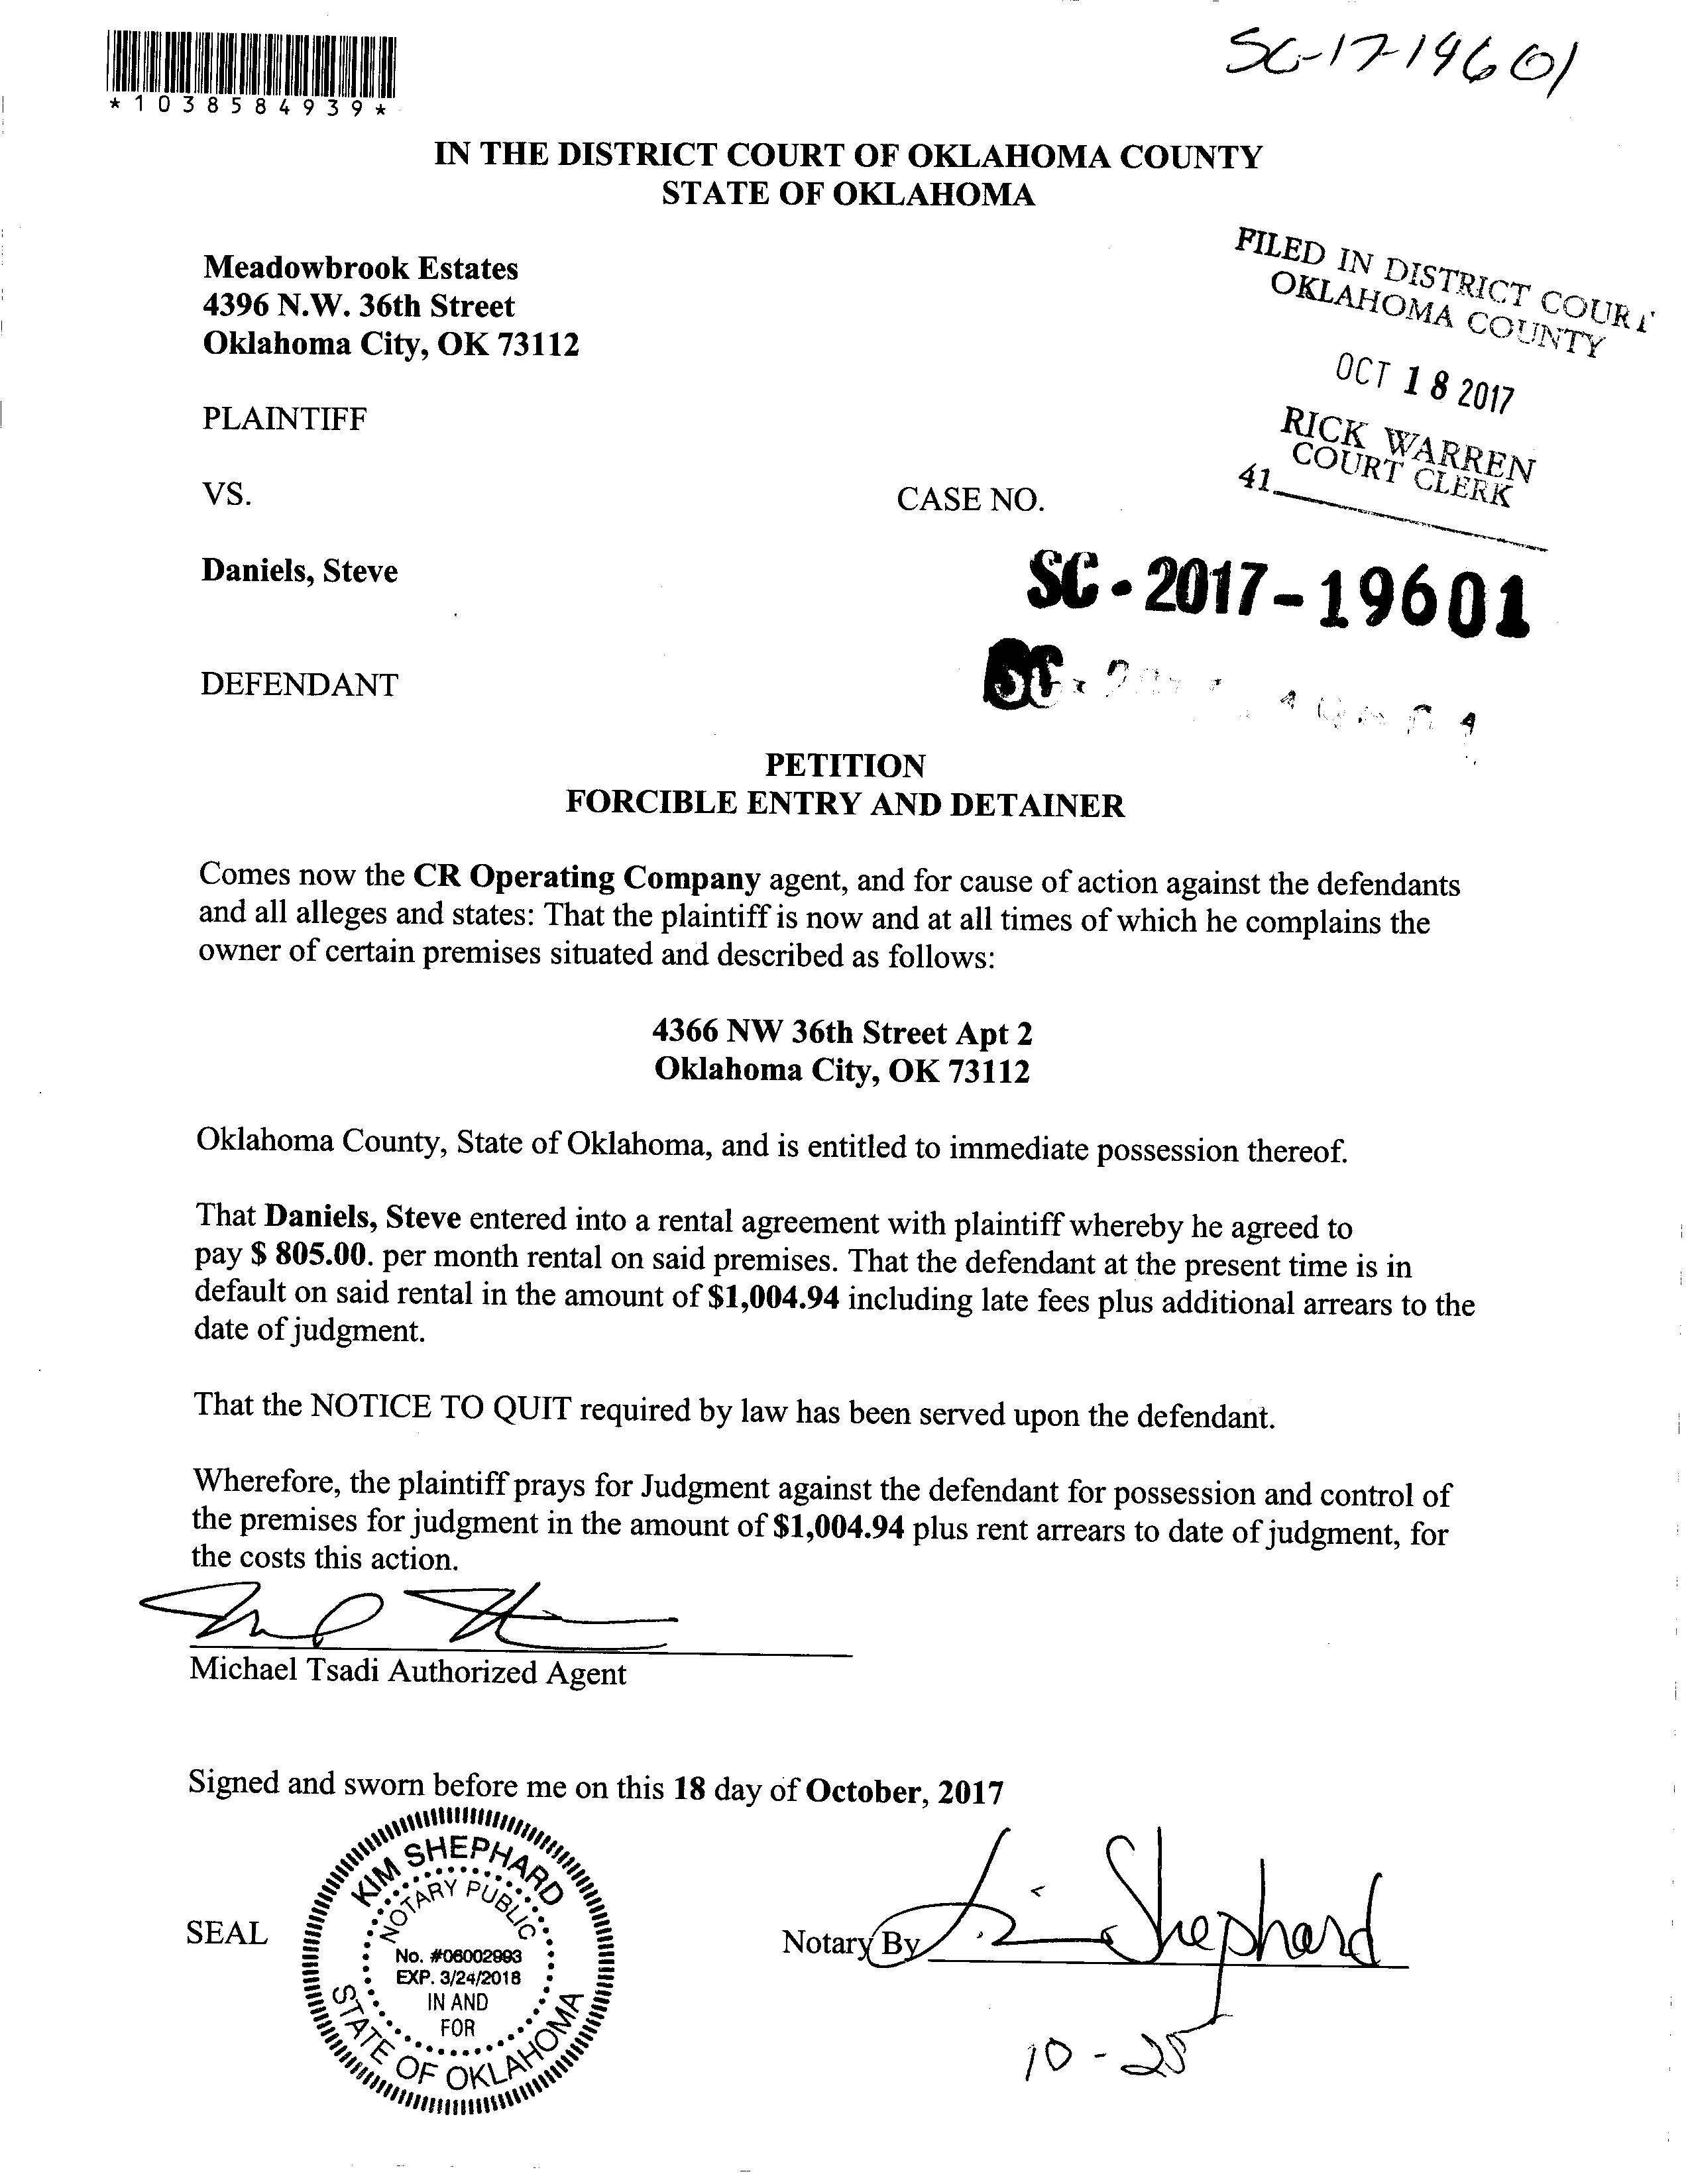 *1038584939*
SC-17-19601
IN THE DISTRICT COURT OF OKLAHOMA COUNTY
STATE OF OKLAHOMA
Meadowbrook Estates
4396 N.W. 36th Street
Oklahoma City, OK 73112
FILED IN DISTRICT COURT
OKLAHOMA COUNTY
OCT 18 2017
RICK WARREN
COURT CLERK
41
PLAINTIFF
VS.
CASE NO.
Daniels, Steve
SC-2017-19601
DEFENDANT
SC-
PETITION
FORCIBLE ENTRY AND DETAINER
Comes now the CR Operating Company agent, and for cause of action against the defendants
and all alleges and states: That the plaintiff is now and at all times of which he complains the
owner of certain premises situated and described as follows:
4366 NW 36th Street Apt 2
Oklahoma City, OK 73112
Oklahoma County, State of Oklahoma, and is entitled to immediate possession thereof.
That Daniels, Steve entered into a rental agreement with plaintiff whereby he agreed to
pay $ 805.00. per month rental on said premises. That the defendant at the present time is in
default on said rental in the amount of $1,004.94 including late fees plus additional arrears to the
date of judgment.
That the NOTICE TO QUIT required by law has been served upon the defendant.
Wherefore, the plaintiff prays for Judgment against the defendant for possession and control of
the premises for judgment in the amount of $1,004.94 plus rent arrears to date of judgment, for
the costs this action.
Michael Tsadi Authorized Agent
Signed and sworn before me on this 18 day of October, 2017
SEAL
KIM SHEPHARD
NOTARY PUBLIC
No. #06002993
EXP. 3/24/2018
IN AND
FOR
STATE OF OKLAHOMA
Notary By Kim Shephard
10-25